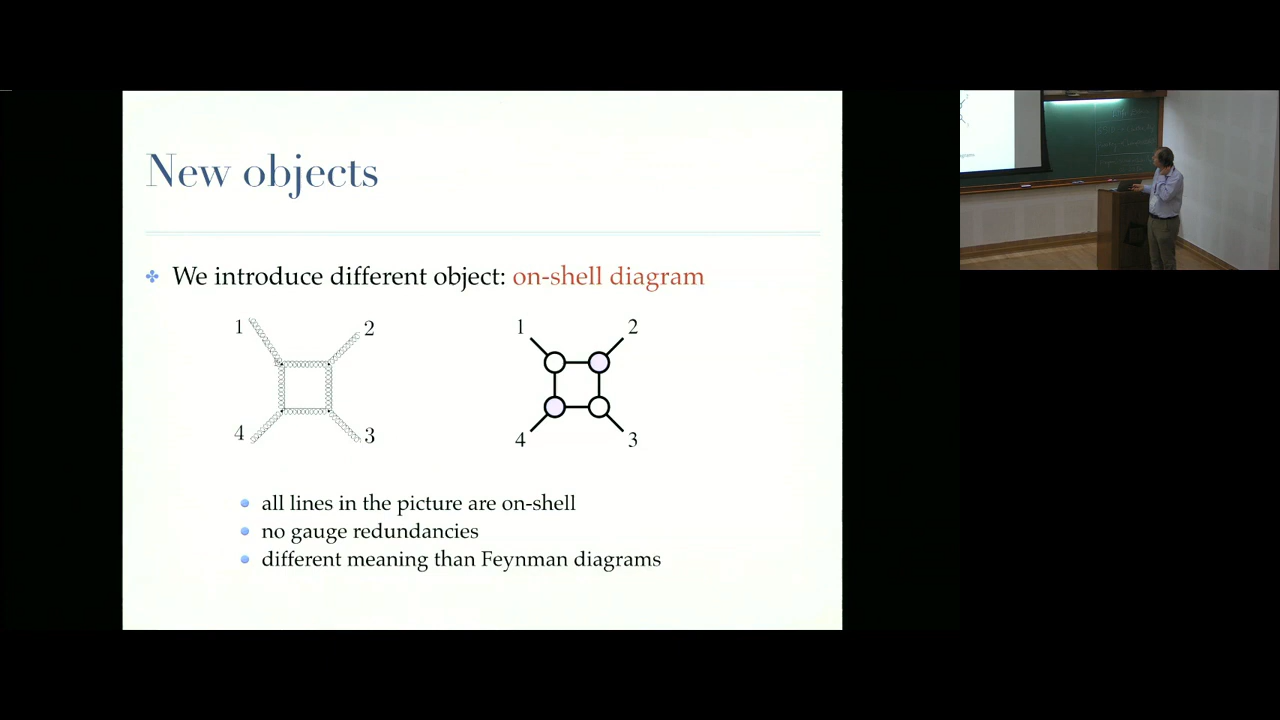 New objects
We introduce different object: on-shell diagram
1 2 1 2
4 3 4 3
all lines in the picture are on-shell
no gauge redundancies
different meaning than Feynman diagrams